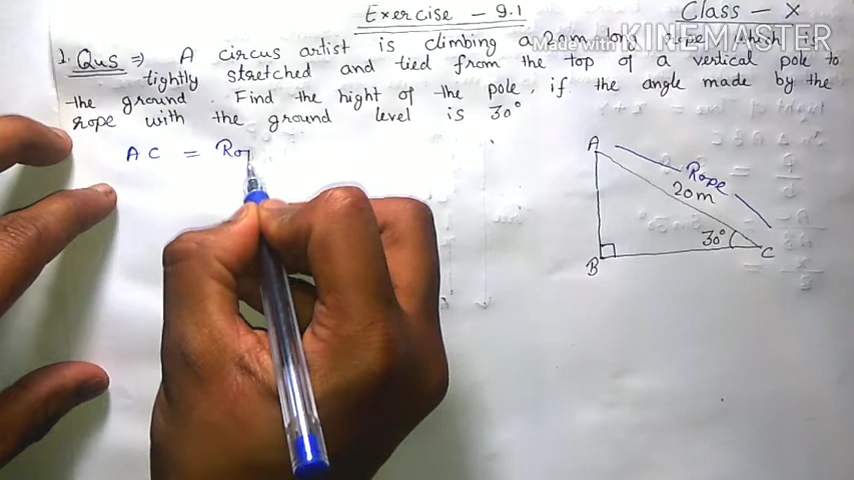 Exercise - 9.1
Class - X
1. Qus ⇒ A circus artist is climbing a 20m long rope, which is
tightly stretched and tied from the top of a vertical pole to
the ground. Find the hight of the pole, if the angle made by the
rope with the ground level is 30°
Made with KINEMASTER
AC = Rop
A
Rope
20m
30°
B
C